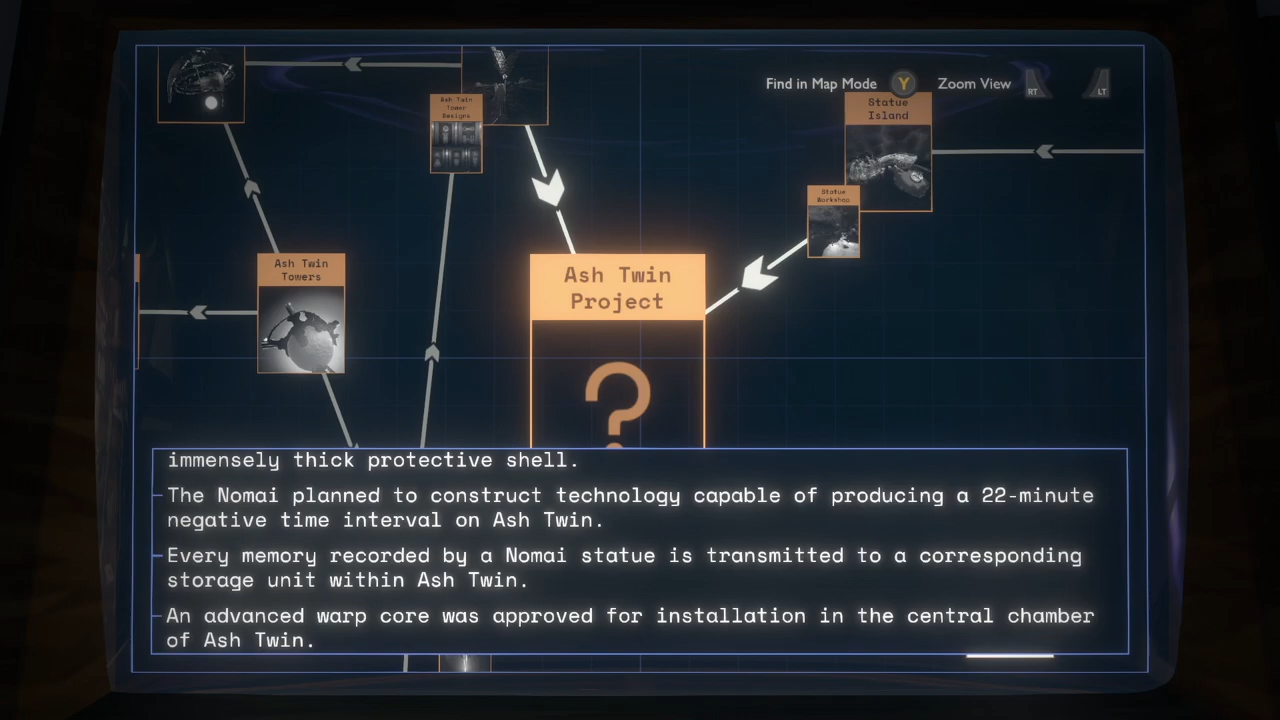 Find in Map Mode Y Zoom View RT LT
Ash Twin
Tower
Designs
Statue
Island
Statue
Workshop
Ash Twin
Towers
Ash Twin
Project
?
immensely thick protective shell.
The Nomai planned to construct technology capable of producing a 22-minute
negative time interval on Ash Twin.
Every memory recorded by a Nomai statue is transmitted to a corresponding
storage unit within Ash Twin.
An advanced warp core was approved for installation in the central chamber
of Ash Twin.